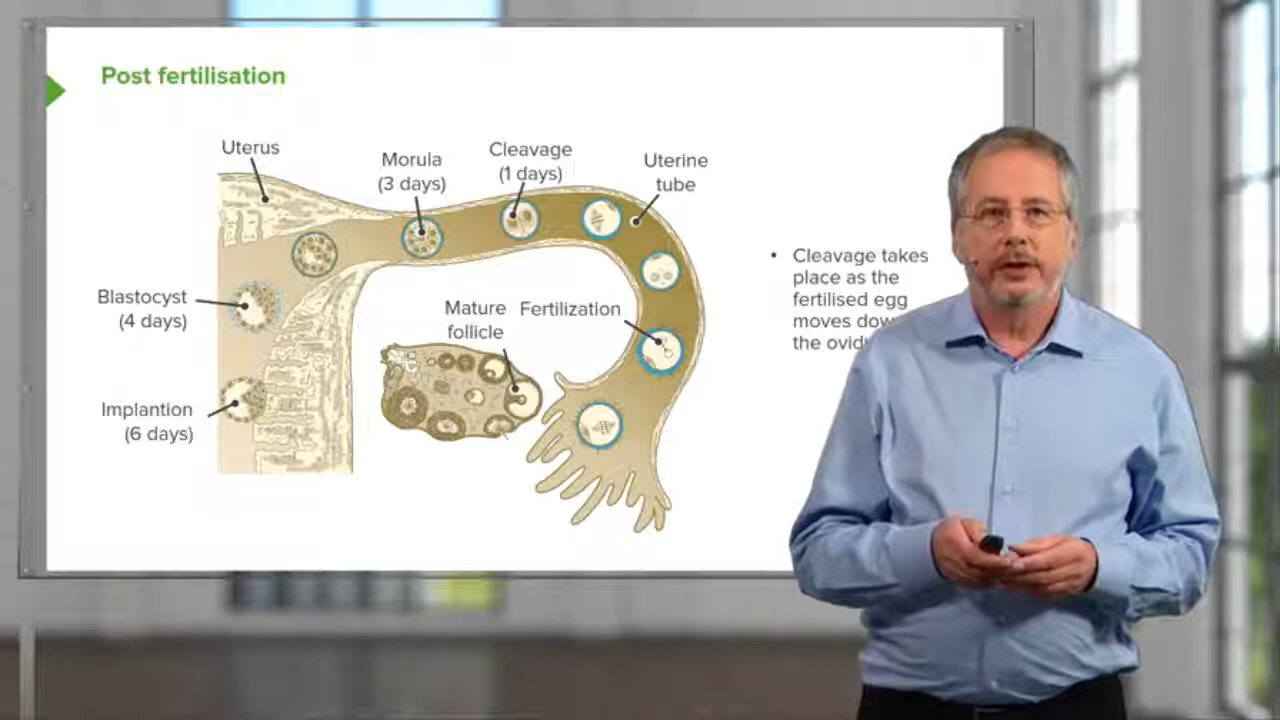 Post fertilisation
Uterus
Morula
(3 days)
Cleavage
(1 days)
Uterine
tube
Blastocyst
(4 days)
Mature
follicle
Fertilization
Implantion
(6 days)
• Cleavage takes
place as the
fertilised egg
moves
the